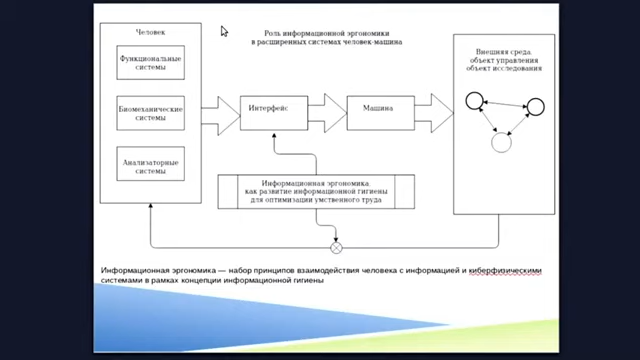 Роль информационной эргономики
в расширенных системах человек-машина
Человек
Функциональные
системы
Биомеханические
системы
Анализаторные
системы
Интерфейс
Машина
Внешняя среда,
объект управления
объект исследования
Информационная эргономика:
как развитие информационной гигиены
для оптимизации умственного труда
Информационная эргономика — набор принципов взаимодействия человека с информацией и киберфизическими
системами в рамках концепции информационной гигиены